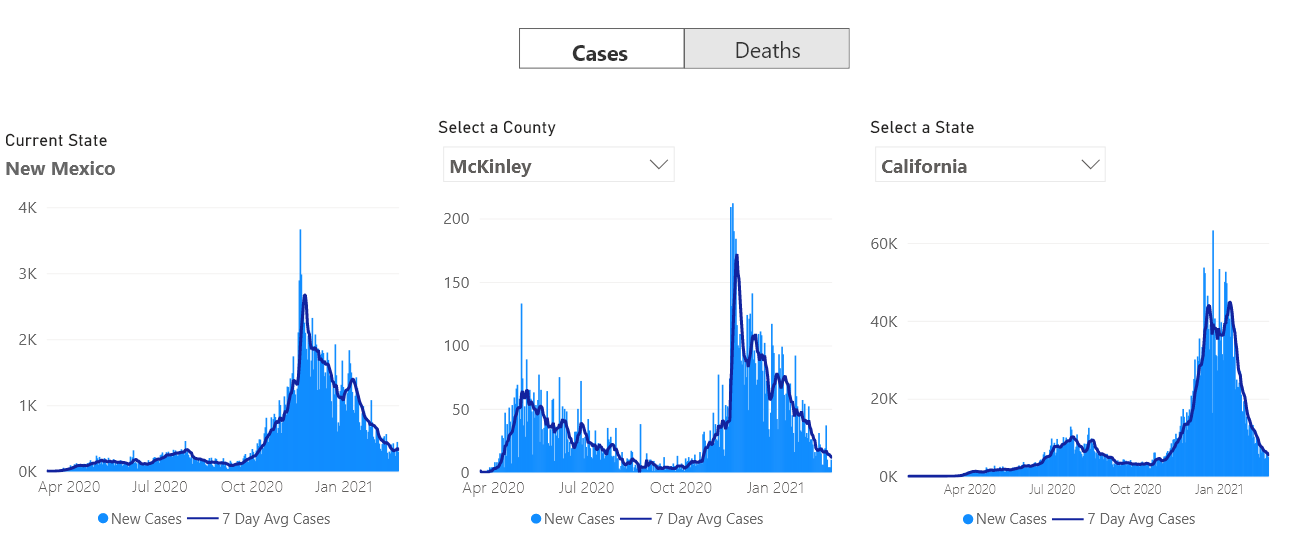 Cases
Deaths
Current State
New Mexico
4K
3K
2K
1K
0K
Apr 2020 Jul 2020 Oct 2020 Jan 2021
New Cases 7 Day Avg Cases
Select a County
McKinley
200
150
100
50
0
Apr 2020 Jul 2020 Oct 2020 Jan 2021
New Cases 7 Day Avg Cases
Select a State
California
60K
40K
20K
0K
Apr 2020 Jul 2020 Oct 2020 Jan 2021
New Cases 7 Day Avg Cases